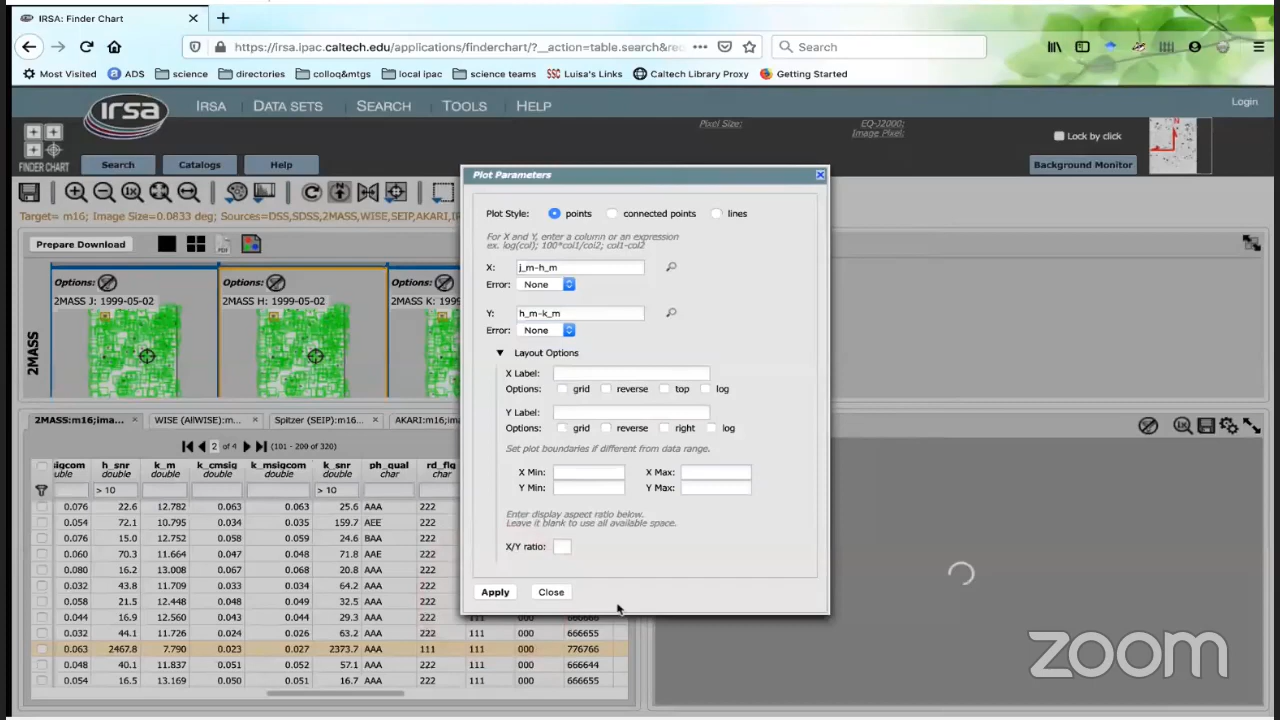 IRSA: Finder Chart
https://irsa.ipac.caltech.edu/applications/finderchart/?__action=table.search&rec
Search
Most Visited
ADS
science
directories
colloq&mtgs
local ipac
science teams
SSC Luisa's Links
Caltech Library Proxy
Getting Started
irsa
IRSA
DATA SETS
SEARCH
TOOLS
HELP
Login
Pixel Size:
EQ-J2000:
Image Pixel:
Lock by click
FINDER CHART
Search
Catalogs
Help
Background Monitor
Target= m16; Image Size=0.0833 deg; Sources=DSS,SDSS,2MASS,WISE,SEIP,AKARI,
Prepare Download
PDF
2MASS
Options:
2MASS J: 1999-05-02
Options:
2MASS H: 1999-05-02
Options:
2MASS K: 1999-05-02
Plot Parameters
Plot Style: points connected points lines
For X and Y, enter a column or an expression
ex. log(col); 100*col1/col2; col1-col2
X: j_m-h_m
Error: None
Y: h_m-k_m
Error: None
Layout Options
X Label:
Options: grid reverse top log
Y Label:
Options: grid reverse right log
Set plot boundaries if different from data range.
X Min: X Max:
Y Min: Y Max:
Enter display aspect ratio below.
Leave it blank to use all available space.
X/Y ratio:
Apply Close
2MASS:m16;ima...
WISE (AllWISE):m...
Spitzer (SEIP):m16...
AKARI:m16;
2 of 4 (101 - 200 of 320)
sigcom h_snr k_m k_cmsig k_msigcom k_snr ph_qual rd_flg
uble double double double double double char char
> 10 > 10
0.076 22.6 12.782 0.063 0.063 25.6 AAA 222
0.054 72.1 10.795 0.034 0.035 159.7 AEE 222
0.076 15.0 12.752 0.058 0.059 24.6 BAA 222
0.060 70.3 11.664 0.047 0.048 71.8 AAE 222
0.080 16.2 13.008 0.067 0.068 20.8 AAA 222
0.032 43.8 11.709 0.033 0.034 64.2 AAA 222
0.058 21.5 12.448 0.048 0.049 32.5 AAA 222
0.044 16.9 12.560 0.043 0.044 29.3 AAA 222 111 000 666655
0.032 44.1 11.726 0.024 0.026 63.2 AAA 222 111 000 666655
0.063 2467.8 7.790 0.023 0.027 2373.7 AAA 111 111 000 776766
0.048 40.1 11.837 0.051 0.052 57.1 AAA 222 111 000 666644
0.054 16.5 13.169 0.050 0.051 16.7 AAA 222 111 000 666655
zoom